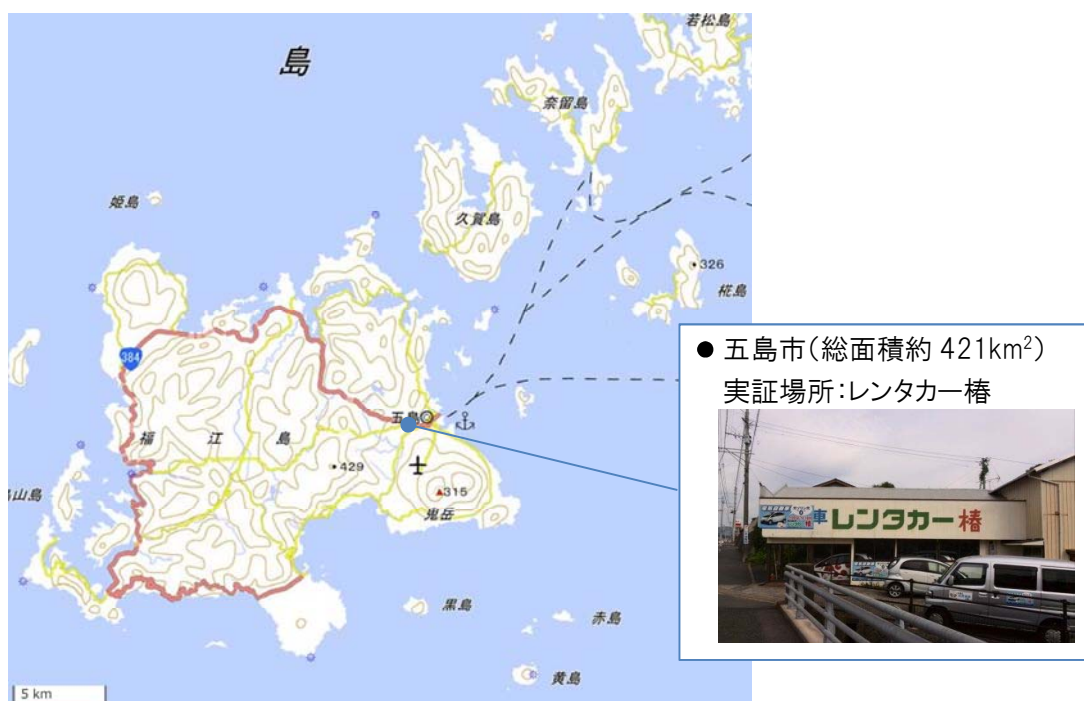 島
若松島
奈留島
姫島
久賀島
326
椛島
384
五島
福江島
429
315
鬼岳
黒島
赤島
黄島
5 km
● 五島市(総面積約 421km²)
実証場所:レンタカー椿
車 レンタカー椿